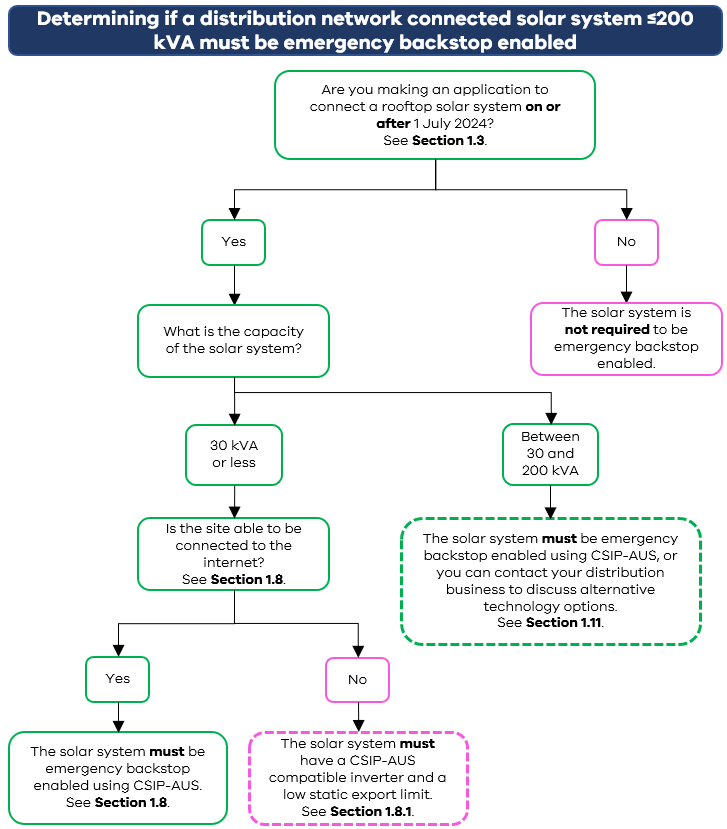 Determining if a distribution network connected solar system ≤200
kVA must be emergency backstop enabled
Are you making an application to
connect a rooftop solar system on or
after 1 July 2024?
See Section 1.3.
Yes
No
What is the capacity
of the solar system?
The solar system is
not required to be
emergency backstop
enabled.
30 kVA
or less
Between
30 and
200 kVA
Is the site able to be
connected to the
internet?
See Section 1.8.
The solar system must be emergency
backstop enabled using CSIP-AUS, or
you can contact your distribution
business to discuss alternative
technology options.
See Section 1.11.
Yes
No
The solar system must be
emergency backstop
enabled using CSIP-AUS.
See Section 1.8.
The solar system must
have a CSIP-AUS
compatible inverter and a
low static export limit.
See Section 1.8.1.